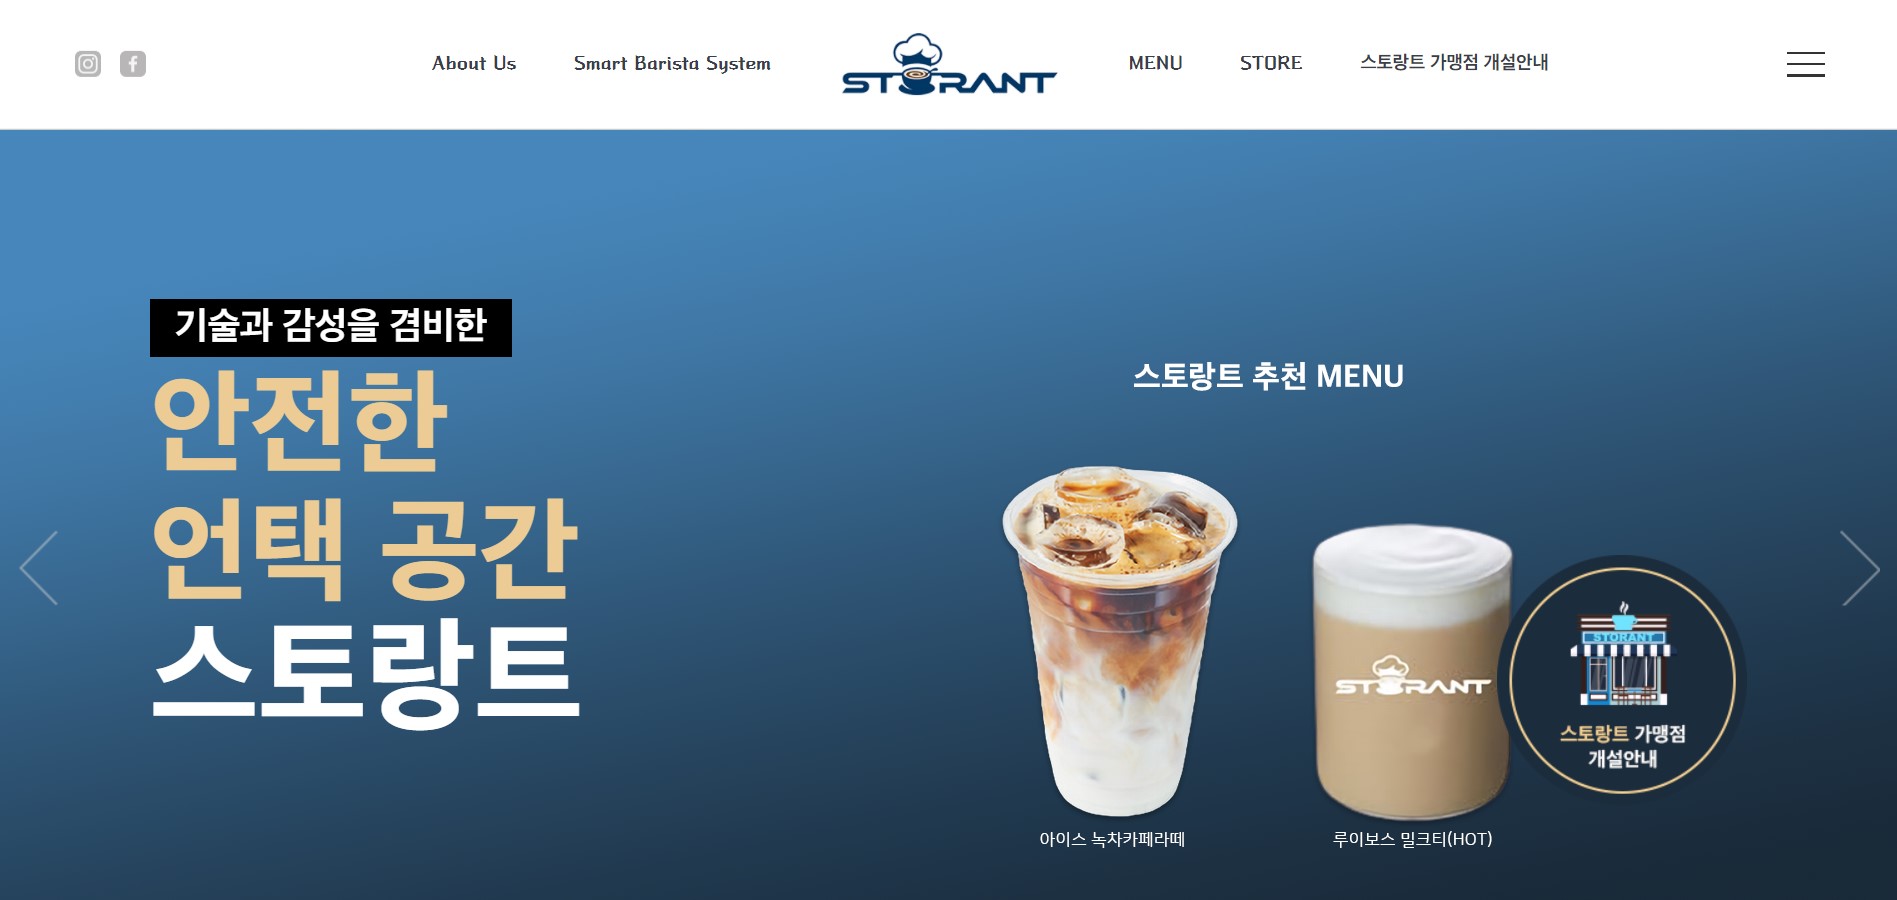 About Us
Smart Barista System
STORANT
MENU
STORE
스토랑트 가맹점 개설안내
기술과 감성을 겸비한
안전한
언택 공간
스토랑트
스토랑트 추천 MENU
STORANT
STORANT
스토랑트 가맹점
개설안내
아이스 녹차카페라떼
루이보스 밀크티(HOT)